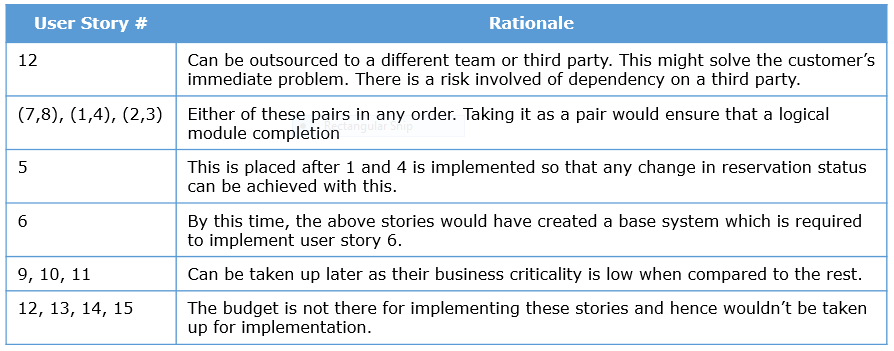 User Story #
Rationale
12
Can be outsourced to a different team or third party. This might solve the customer’s
immediate problem. There is a risk involved of dependency on a third party.
(7,8), (1,4), (2,3)
Either of these pairs in any order. Taking it as a pair would ensure that a logical
module completion
Rectangular Snip
5
This is placed after 1 and 4 is implemented so that any change in reservation status
can be achieved with this.
6
By this time, the above stories would have created a base system which is required
to implement user story 6.
9, 10, 11
Can be taken up later as their business criticality is low when compared to the rest.
12, 13, 14, 15
The budget is not there for implementing these stories and hence wouldn’t be taken
up for implementation.